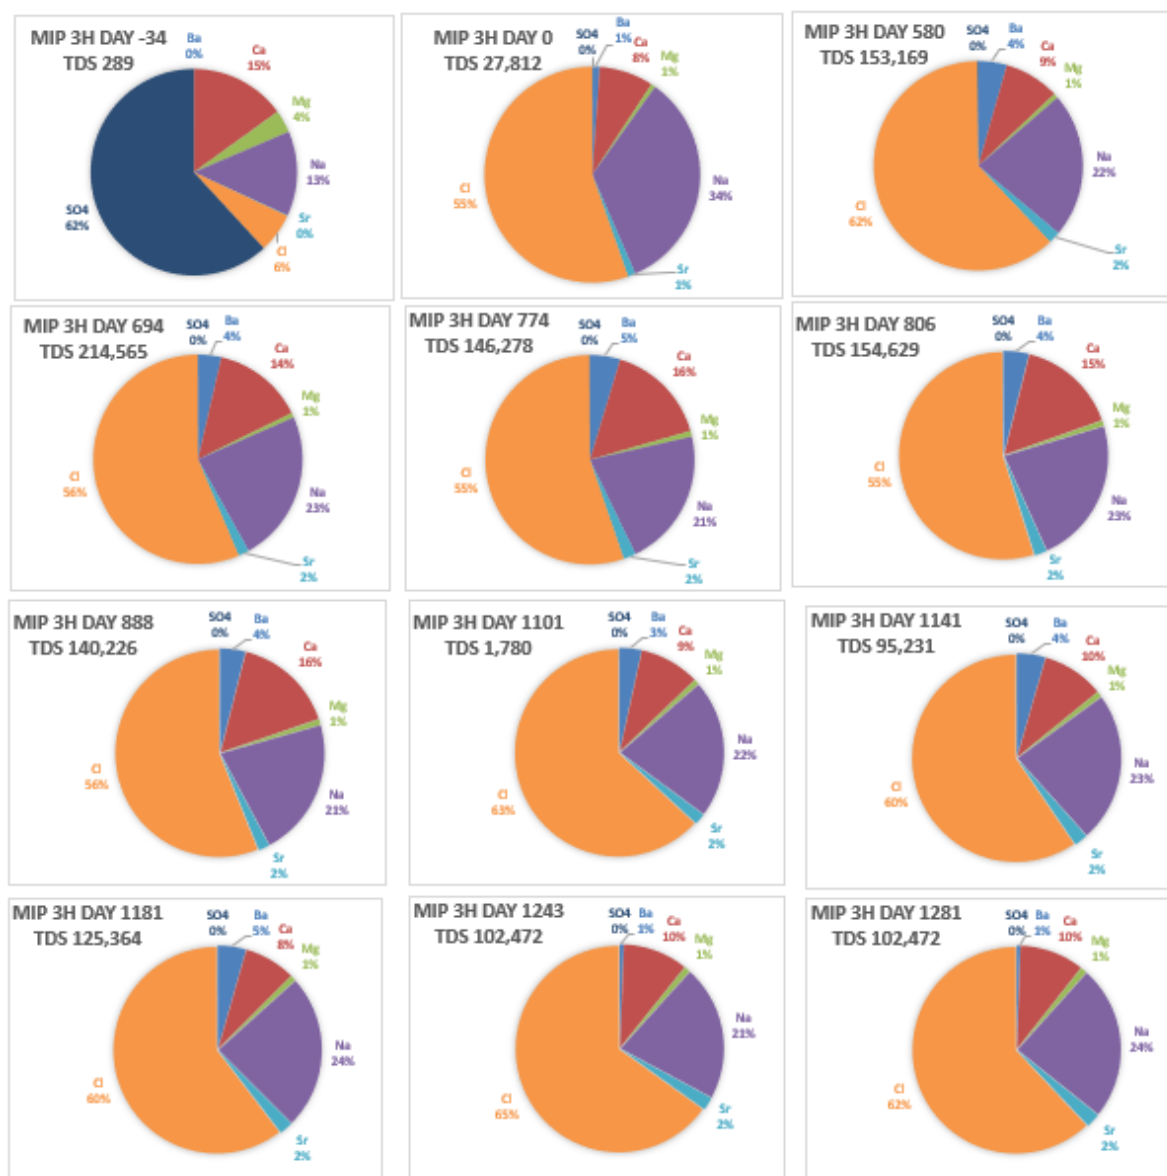 MIP 3H DAY -34
TDS 289
Ba
0%
Ca
15%
Mg
4%
Na
13%
Sr
0%
Cl
6%
SO4
62%
MIP 3H DAY 0
TDS 27,812
SO4
0%
Ba
1%
Ca
8%
Mg
1%
Na
34%
Sr
1%
Cl
55%
MIP 3H DAY 580
TDS 153,169
SO4
0%
Ba
4%
Ca
9%
Mg
1%
Na
22%
Sr
2%
Cl
62%
MIP 3H DAY 694
TDS 214,565
SO4
0%
Ba
4%
Ca
14%
Mg
1%
Na
23%
Sr
2%
Cl
56%
MIP 3H DAY 774
TDS 146,278
SO4
0%
Ba
5%
Ca
16%
Mg
1%
Na
21%
Sr
2%
Cl
55%
MIP 3H DAY 806
TDS 154,629
SO4
0%
Ba
4%
Ca
15%
Mg
1%
Na
23%
Sr
2%
Cl
55%
MIP 3H DAY 888
TDS 140,226
SO4
0%
Ba
4%
Ca
16%
Mg
1%
Na
21%
Sr
2%
Cl
56%
MIP 3H DAY 1101
TDS 1,780
SO4
0%
Ba
3%
Ca
9%
Mg
1%
Na
22%
Sr
2%
Cl
63%
MIP 3H DAY 1141
TDS 95,231
SO4
0%
Ba
4%
Ca
10%
Mg
1%
Na
23%
Sr
2%
Cl
60%
MIP 3H DAY 1181
TDS 125,364
SO4
0%
Ba
5%
Ca
8%
Mg
1%
Na
24%
Sr
2%
Cl
60%
MIP 3H DAY 1243
TDS 102,472
SO4
0%
Ba
1%
Ca
10%
Mg
1%
Na
21%
Sr
2%
Cl
65%
MIP 3H DAY 1281
TDS 102,472
SO4
0%
Ba
1%
Ca
10%
Mg
1%
Na
24%
Sr
2%
Cl
62%